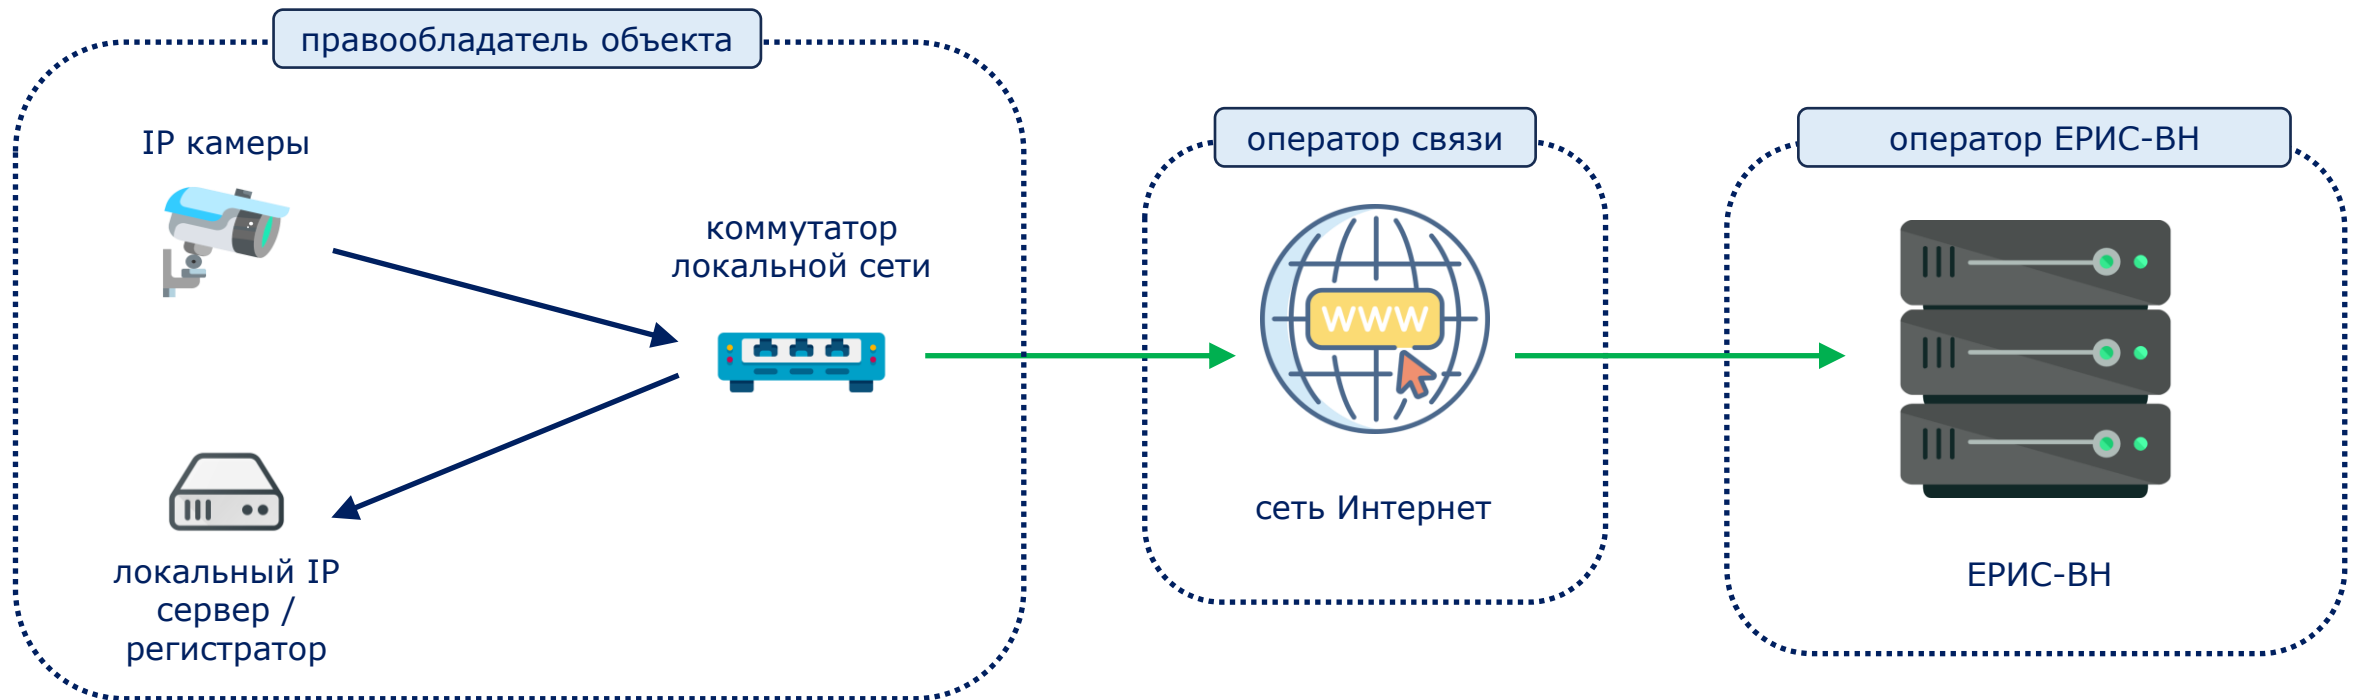 правообладатель объекта
IP камеры
коммутатор
локальной сети
локальный IP
сервер /
регистратор
оператор связи
WWW
сеть Интернет
оператор ЕРИС-ВН
ЕРИС-ВН